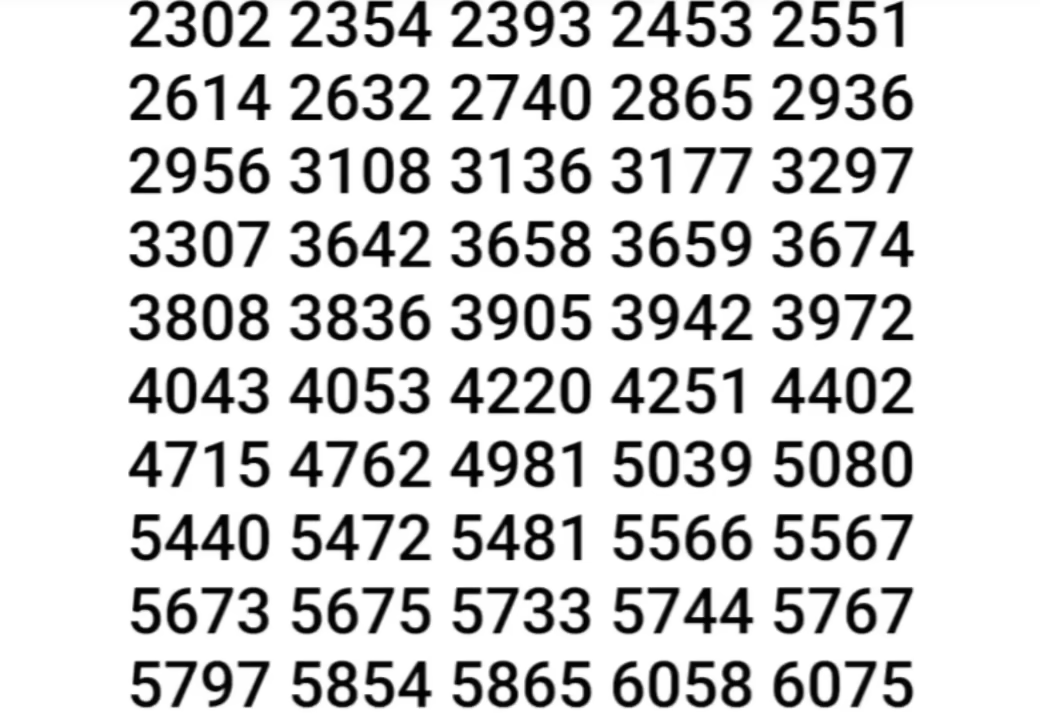 2302 2354 2393 2453 2551
2614 2632 2740 2865 2936
2956 3108 3136 3177 3297
3307 3642 3658 3659 3674
3808 3836 3905 3942 3972
4043 4053 4220 4251 4402
4715 4762 4981 5039 5080
5440 5472 5481 5566 5567
5673 5675 5733 5744 5767
5797 5854 5865 6058 6075